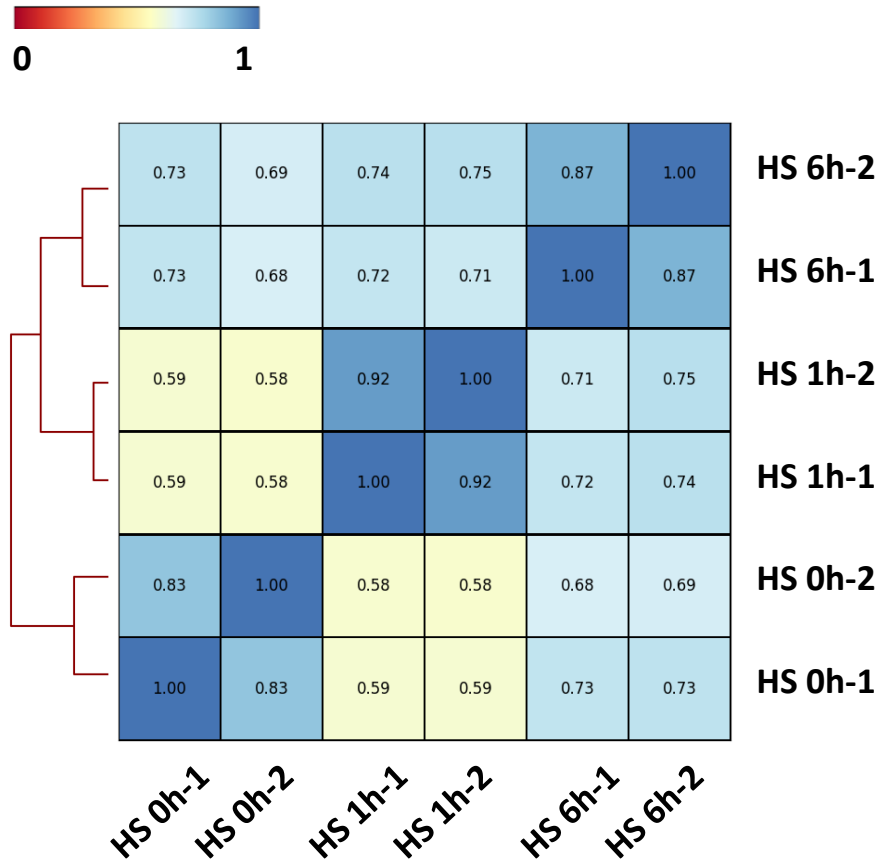 0 1
0.73 0.69 0.74 0.75 0.87 1.00 HS 6h-2
0.73 0.68 0.72 0.71 1.00 0.87 HS 6h-1
0.59 0.58 0.92 1.00 0.71 0.75 HS 1h-2
0.59 0.58 1.00 0.92 0.72 0.74 HS 1h-1
0.83 1.00 0.58 0.58 0.68 0.69 HS 0h-2
1.00 0.83 0.59 0.59 0.73 0.73 HS 0h-1
HS 0h-1 HS 0h-2 HS 1h-1 HS 1h-2 HS 6h-1 HS 6h-2